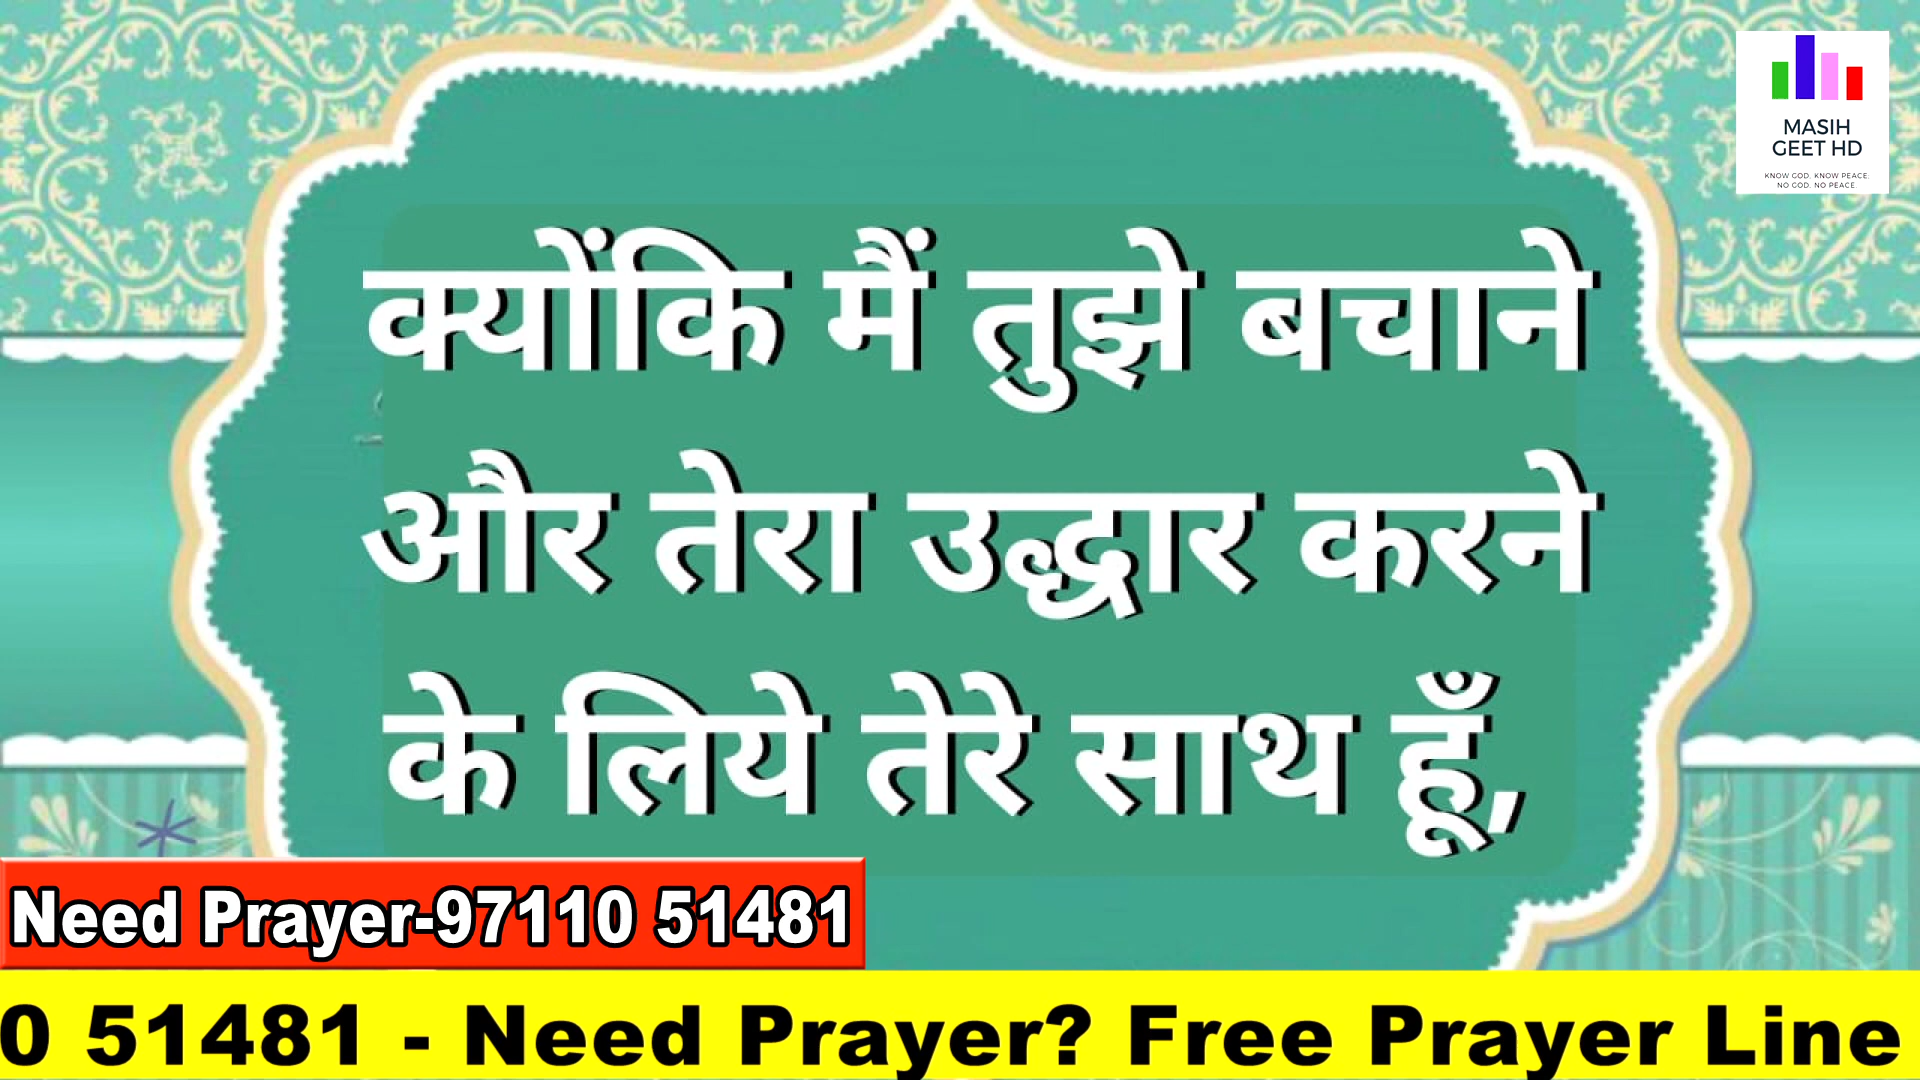 MASIH
GEET HD
KNOW GOD. KNOW PEACE.
NO GOD. NO PEACE.
क्योंकि मैं तुझे बचाने
और तेरा उद्धार करने
के लिये तेरे साथ हूँ,
Need Prayer-97110 51481
0 51481 - Need Prayer? Free Prayer Line